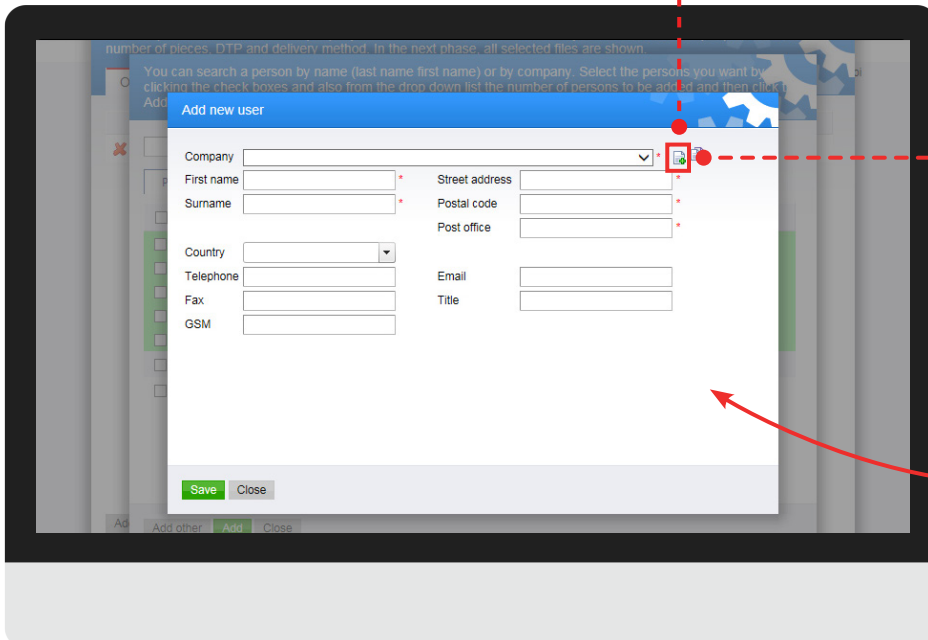 number of pieces, DTP and delivery method. In the next phase, all selected files are shown.
You can search a person by name (last name first name) or by company. Select the persons you want by
clicking the check boxes and also from the drop down list the number of persons to be added and then click
Add
Add new user
Company *
First name * Street address *
Surname * Postal code *
Post office *
Country
Telephone Email
Fax Title
GSM
Save Close
Add other Add Close